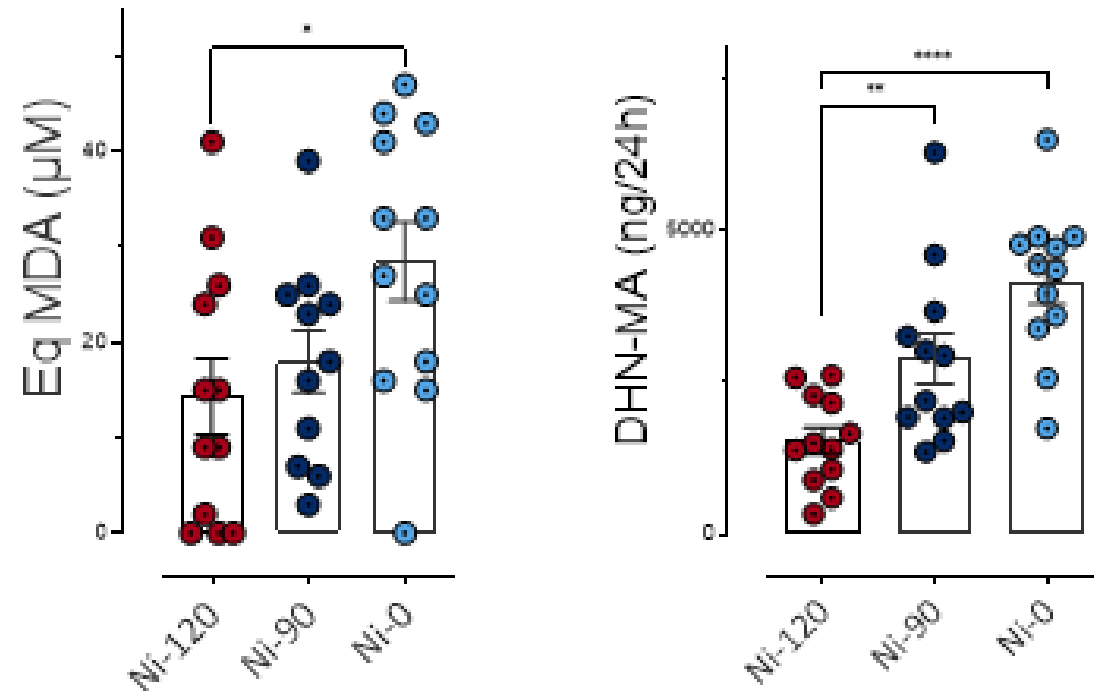 *
Eq MDA (µM)
40
20
0
Ni-120
Ni-90
Ni-0
****
**
DHN-MA (ng/24h)
0
Ni-120
Ni-90
Ni-0